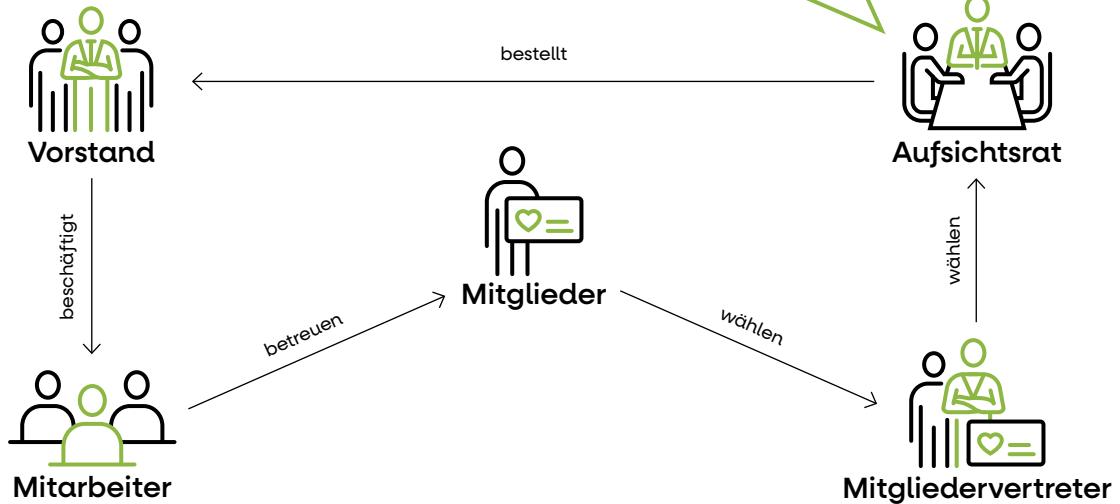 bestellt
Vorstand
Aufsichtsrat
beschäftigt
wählen
Mitglieder
betreuen
wählen
Mitarbeiter
Mitgliedervertreter